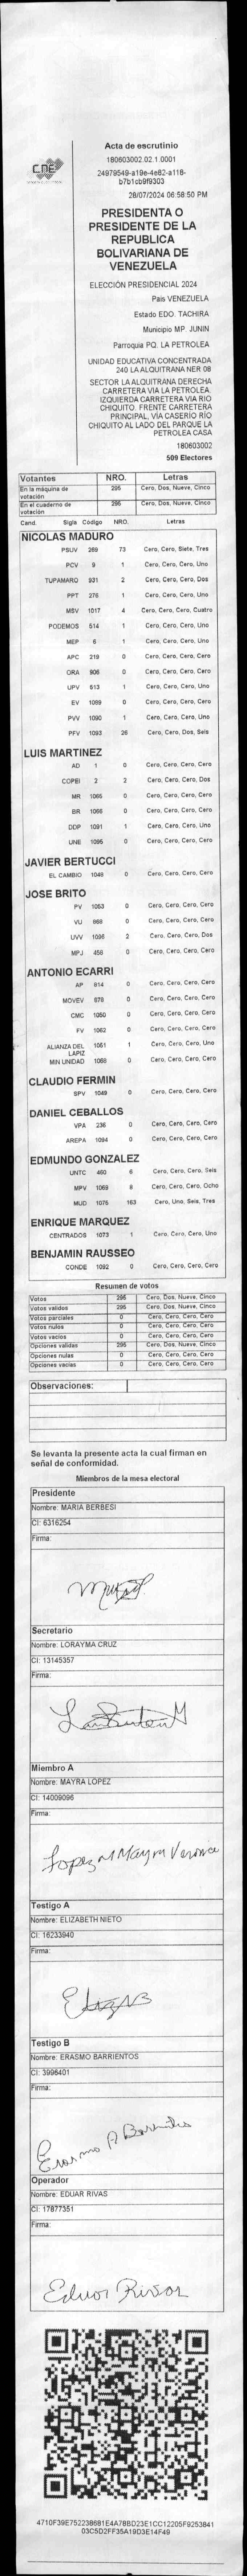 CNE
Acta de escrutinio
180603002.02.1.0001
24979549-a19e-4e82-a118-
b7b1cb9f9303
28/07/2024 06:58:50 PM
PRESIDENTA O
PRESIDENTE DE LA
REPUBLICA
BOLIVARIANA DE
VENEZUELA
ELECCIÓN PRESIDENCIAL 2024
Pais VENEZUELA
Estado EDO. TACHIRA
Municipio MP. JUNIN
Parroquia PQ. LA PETROLEA
UNIDAD EDUCATIVA CONCENTRADA
240 LA ALQUITRANA NER 08
SECTOR LA ALQUITRANA DERECHA
CARRETERA VIA LA PETROLEA.
IZQUIERDA CARRETERA VIA RIO
CHIQUITO. FRENTE CARRETERA
PRINCIPAL, VIA CASERIO RÍO
CHIQUITO AL LADO DEL PARQUE LA
PETROLEA CASA
180603002
509 Electores
Votantes NRO. Letras
En la máquina de votación 295 Cero, Dos, Nueve, Cinco
En el cuaderno de votación 295 Cero, Dos, Nueve, Cinco
Cand. Sigla Código NRO. Letras
NICOLAS MADURO
PSUV 269 73 Cero, Cero, Siete, Tres
PCV 9 1 Cero, Cero, Cero, Uno
TUPAMARO 931 2 Cero, Cero, Cero, Dos
PPT 276 1 Cero, Cero, Cero, Uno
MSV 1017 4 Cero, Cero, Cero, Cuatro
PODEMOS 514 1 Cero, Cero, Cero, Uno
MEP 6 1 Cero, Cero, Cero, Uno
APC 219 0 Cero, Cero, Cero, Cero
ORA 906 0 Cero, Cero, Cero, Cero
UPV 613 1 Cero, Cero, Cero, Uno
EV 1089 0 Cero, Cero, Cero, Cero
PVV 1090 1 Cero, Cero, Cero, Uno
PFV 1093 26 Cero, Cero, Dos, Seis
LUIS MARTINEZ
AD 1 0 Cero, Cero, Cero, Cero
COPEI 2 2 Cero, Cero, Cero, Dos
MR 1065 0 Cero, Cero, Cero, Cero
BR 1066 0 Cero, Cero, Cero, Cero
DDP 1091 1 Cero, Cero, Cero, Uno
UNE 1095 0 Cero, Cero, Cero, Cero
JAVIER BERTUCCI
EL CAMBIO 1048 0 Cero, Cero, Cero, Cero
JOSE BRITO
PV 1053 0 Cero, Cero, Cero, Cero
VU 868 0 Cero, Cero, Cero, Cero
UVV 1086 2 Cero, Cero, Cero, Dos
MPJ 458 0 Cero, Cero, Cero, Cero
ANTONIO ECARRI
AP 814 0 Cero, Cero, Cero, Cero
MOVEV 878 0 Cero, Cero, Cero, Cero
CMC 1050 0 Cero, Cero, Cero, Cero
FV 1062 0 Cero, Cero, Cero, Cero
ALIANZA DEL LAPIZ 1051 1 Cero, Cero, Cero, Uno
MIN UNIDAD 1068 0 Cero, Cero, Cero, Cero
CLAUDIO FERMIN
SPV 1049 0 Cero, Cero, Cero, Cero
DANIEL CEBALLOS
VPA 236 0 Cero, Cero, Cero, Cero
AREPA 1094 0 Cero, Cero, Cero, Cero
EDMUNDO GONZALEZ
UNTC 460 6 Cero, Cero, Cero, Seis
MPV 1069 8 Cero, Cero, Cero, Ocho
MUD 1075 163 Cero, Uno, Seis, Tres
ENRIQUE MARQUEZ
CENTRADOS 1073 1 Cero, Cero, Cero, Uno
BENJAMIN RAUSSEO
CONDE 1092 0 Cero, Cero, Cero, Cero
Resumen de votos
Votos 295 Cero, Dos, Nueve, Cinco
Votos validos 295 Cero, Dos, Nueve, Cinco
Votos parciales 0 Cero, Cero, Cero, Cero
Votos nulos 0 Cero, Cero, Cero, Cero
Votos vacios 0 Cero, Cero, Cero, Cero
Opciones validas 295 Cero, Dos, Nueve, Cinco
Opciones nulas 0 Cero, Cero, Cero, Cero
Opciones vacias 0 Cero, Cero, Cero, Cero
Observaciones:
Se levanta la presente acta la cual firman en
señal de conformidad.
Miembros de la mesa electoral
Presidente
Nombre: MARIA BERBESI
CI: 6316254
Firma:
Secretario
Nombre: LORAYMA CRUZ
CI: 13145357
Firma:
Miembro A
Nombre: MAYRA LOPEZ
CI: 14009096
Firma:
Lopez M Mayra Veronica
Testigo A
Nombre: ELIZABETH NIETO
CI: 16233940
Firma:
Testigo B
Nombre: ERASMO BARRIENTOS
CI: 3996401
Firma:
Erasmo A Barrientos
Operador
Nombre: EDUAR RIVAS
CI: 17877351
Firma:
Eduar Rivas
4710F39E752238681E4A78BD23E1CC12205F9253841
03C5D2FF35A19D3E14F49